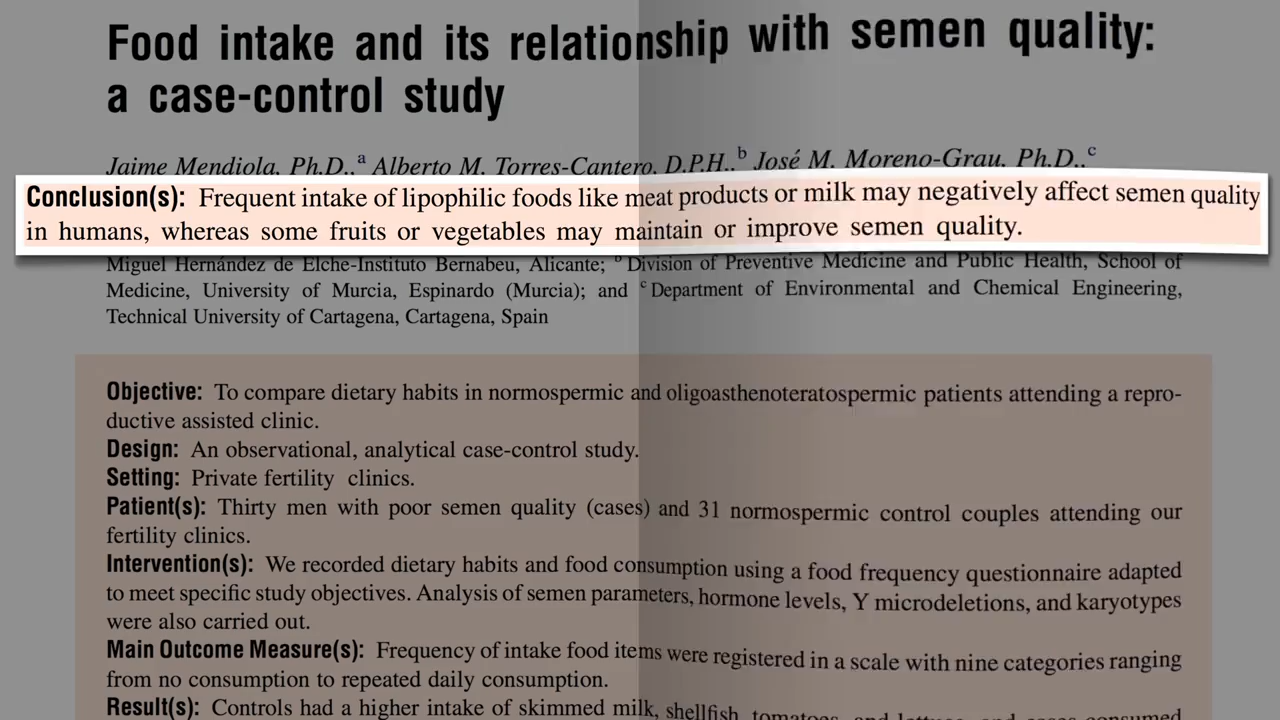 Food intake and its relationship with semen quality:
a case-control study
Jaime Mendiola, Ph.D.,a Alberto M. Torres-Cantero, D.P.H.,b José M. Moreno-Grau, Ph.D.,c
Conclusion(s): Frequent intake of lipophilic foods like meat products or milk may negatively affect semen quality
in humans, whereas some fruits or vegetables may maintain or improve semen quality.
Miguel Hernández de Elche-Instituto Bernabeu, Alicante; b Division of Preventive Medicine and Public Health, School of
Medicine, University of Murcia, Espinardo (Murcia); and c Department of Environmental and Chemical Engineering,
Technical University of Cartagena, Cartagena, Spain
Objective: To compare dietary habits in normospermic and oligoasthenoteratospermic patients attending a repro-
ductive assisted clinic.
Design: An observational, analytical case-control study.
Setting: Private fertility clinics.
Patient(s): Thirty men with poor semen quality (cases) and 31 normospermic control couples attending our
fertility clinics.
Intervention(s): We recorded dietary habits and food consumption using a food frequency questionnaire adapted
to meet specific study objectives. Analysis of semen parameters, hormone levels, Y microdeletions, and karyotypes
were also carried out.
Main Outcome Measure(s): Frequency of intake food items were registered in a scale with nine categories ranging
from no consumption to repeated daily consumption.
Result(s): Controls had a higher intake of skimmed milk, shellfish, tomatoes, and lettuce, and cases consumed